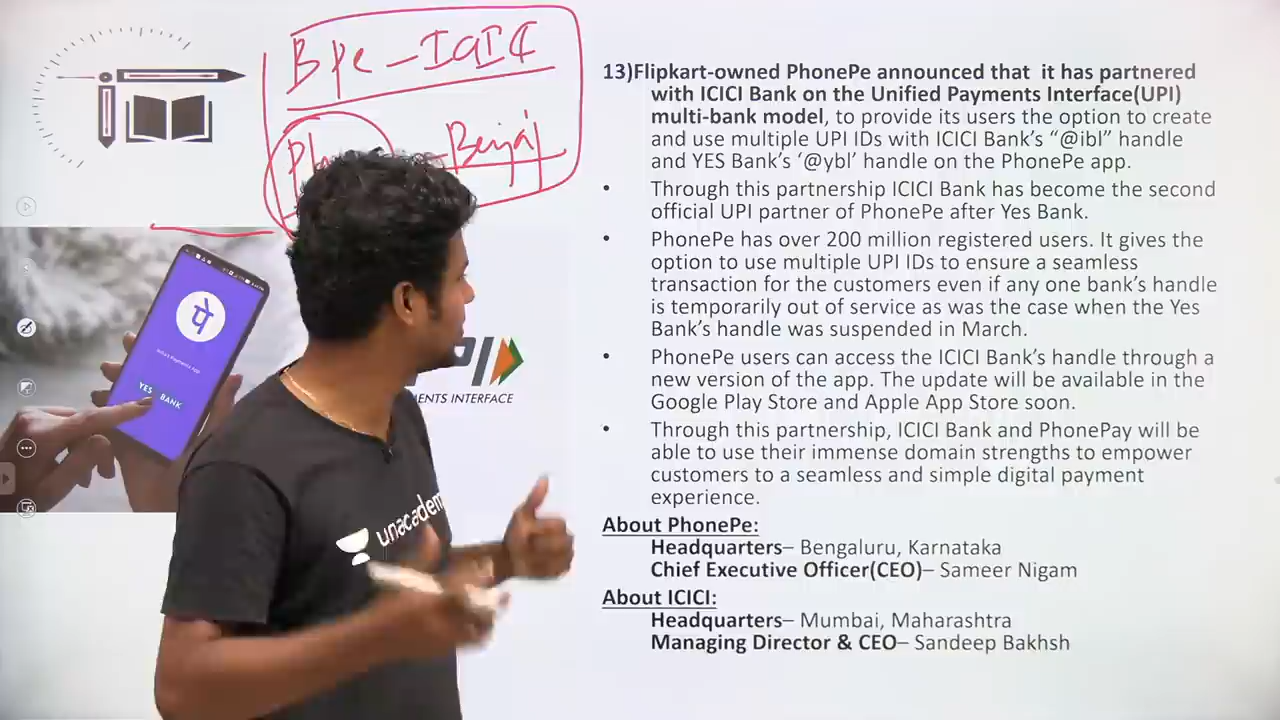 Bpe - ICICI
- Bajaj
पे
India's Payments App
YES BANK
PI
MENTS INTERFACE
unacadem
13)Flipkart-owned PhonePe announced that it has partnered
with ICICI Bank on the Unified Payments Interface(UPI)
multi-bank model, to provide its users the option to create
and use multiple UPI IDs with ICICI Bank’s “@ibl” handle
and YES Bank’s ‘@ybl’ handle on the PhonePe app.
• Through this partnership ICICI Bank has become the second
official UPI partner of PhonePe after Yes Bank.
• PhonePe has over 200 million registered users. It gives the
option to use multiple UPI IDs to ensure a seamless
transaction for the customers even if any one bank’s handle
is temporarily out of service as was the case when the Yes
Bank’s handle was suspended in March.
• PhonePe users can access the ICICI Bank’s handle through a
new version of the app. The update will be available in the
Google Play Store and Apple App Store soon.
• Through this partnership, ICICI Bank and PhonePay will be
able to use their immense domain strengths to empower
customers to a seamless and simple digital payment
experience.
About PhonePe:
Headquarters– Bengaluru, Karnataka
Chief Executive Officer(CEO)– Sameer Nigam
About ICICI:
Headquarters– Mumbai, Maharashtra
Managing Director & CEO– Sandeep Bakhsh